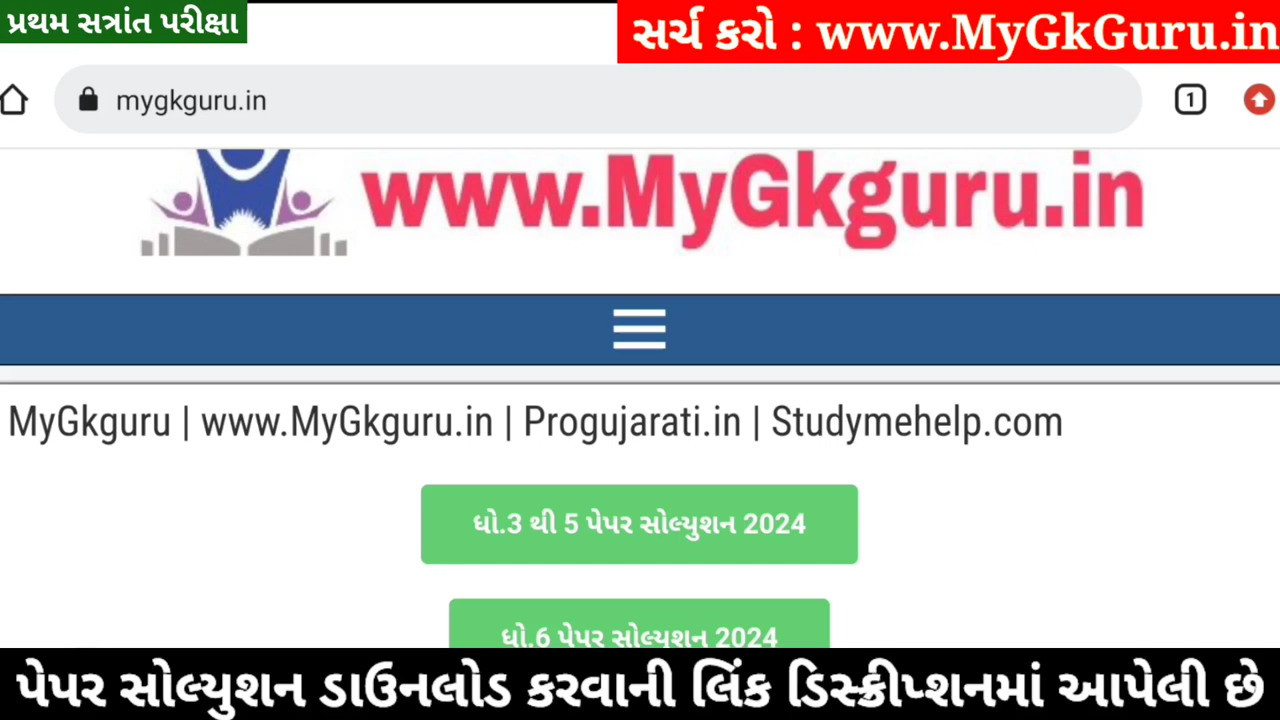 પ્રથમ સત્રાંત પરીક્ષા
સર્ચ કરો : www.MyGkGuru.in
mygkguru.in
1
www.MyGkguru.in
MyGkguru | www.MyGkguru.in | Progujarati.in | Studymehelp.com
ધો.3 થી 5 પેપર સોલ્યુશન 2024
ધો.6 પેપર સોલ્યુશન 2024
પેપર સોલ્યુશન ડાઉનલોડ કરવાની લિંક ડિસ્ક્રીપ્શનમાં આપેલી છે